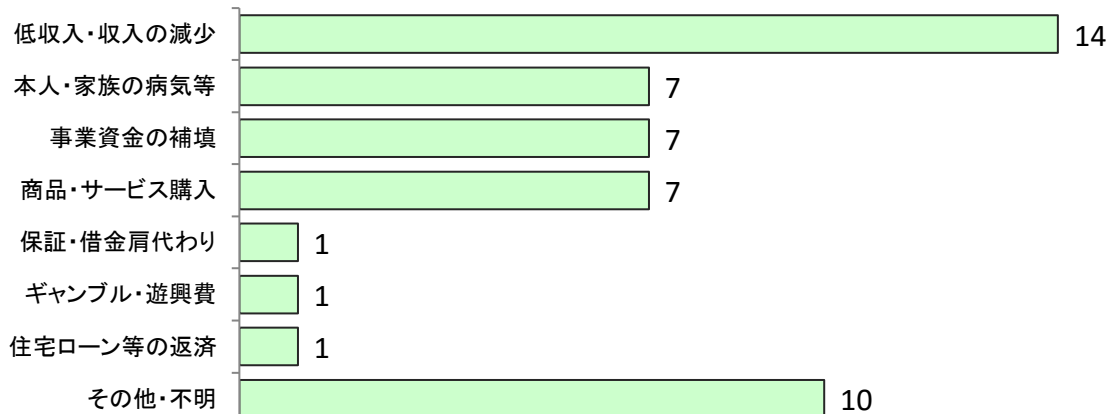 低収入・収入の減少 14
本人・家族の病気等 7
事業資金の補填 7
商品・サービス購入 7
保証・借金肩代わり 1
ギャンブル・遊興費 1
住宅ローン等の返済 1
その他・不明 10